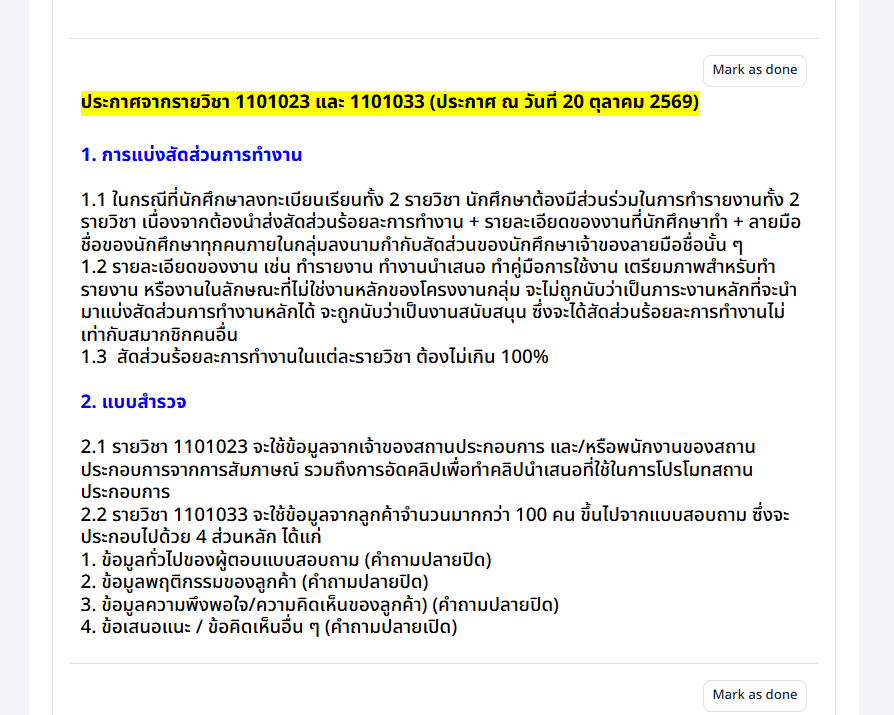 Mark as done
ประกาศจากรายวิชา 1101023 และ 1101033 (ประกาศ ณ วันที่ 20 ตุลาคม 2569)
1. การแบ่งสัดส่วนการทำงาน
1.1 ในกรณีที่นักศึกษาลงทะเบียนเรียนทั้ง 2 รายวิชา นักศึกษาต้องมีส่วนร่วมในการทำรายงานทั้ง 2
รายวิชา เนื่องจากต้องนำส่งสัดส่วนร้อยละการทำงาน + รายละเอียดของงานที่นักศึกษาทำ + ลายมือ
ชื่อของนักศึกษาทุกคนภายในกลุ่มลงนามกำกับสัดส่วนของนักศึกษาเจ้าของลายมือชื่อนั้น ๆ
1.2 รายละเอียดของงาน เช่น ทำรายงาน ทำงานนำเสนอ ทำคู่มือการใช้งาน เตรียมภาพสำหรับทำ
รายงาน หรืองานในลักษณะที่ไม่ใช่งานหลักของโครงงานกลุ่ม จะไม่ถูกนับว่าเป็นภาระงานหลักที่จะนำ
มาแบ่งสัดส่วนการทำงานหลักได้ จะถูกนับว่าเป็นงานสนับสนุน ซึ่งจะได้สัดส่วนร้อยละการทำงานไม่
เท่ากับสมาชิกคนอื่น
1.3 สัดส่วนร้อยละการทำงานในแต่ละรายวิชา ต้องไม่เกิน 100%
2. แบบสำรวจ
2.1 รายวิชา 1101023 จะใช้ข้อมูลจากเจ้าของสถานประกอบการ และ/หรือพนักงานของสถาน
ประกอบการจากการสัมภาษณ์ รวมถึงการอัดคลิปเพื่อทำคลิปนำเสนอที่ใช้ในการโปรโมทสถาน
ประกอบการ
2.2 รายวิชา 1101033 จะใช้ข้อมูลจากลูกค้าจำนวนมากกว่า 100 คน ขึ้นไปจากแบบสอบถาม ซึ่งจะ
ประกอบไปด้วย 4 ส่วนหลัก ได้แก่
1. ข้อมูลทั่วไปของผู้ตอบแบบสอบถาม (คำถามปลายปิด)
2. ข้อมูลพฤติกรรมของลูกค้า (คำถามปลายปิด)
3. ข้อมูลความพึงพอใจ/ความคิดเห็นของลูกค้า) (คำถามปลายปิด)
4. ข้อเสนอแนะ / ข้อคิดเห็นอื่น ๆ (คำถามปลายเปิด)
Mark as done